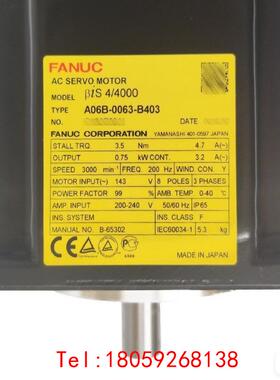 FANUC
AC SERVO MOTOR
MODEL βiS 4/4000
TYPE A06B-0063-B403
NO. DATE
FANUC CORPORATION YAMANASHI 401-0597 JAPAN
STALL TRQ. 3.5 Nm 4.7 A(~)
OUTPUT 0.75 kW CONT. 3.2 A(~)
SPEED 3000 min⁻¹ FREQ 200 Hz WIND. CON. Y
MOTOR INPUT(~) 143 V 8 POLES 3 PHASES
POWER FACTOR 99 % AMB. TEMP. 0-40 ℃
AMP. INPUT 200-240 V 50/60 Hz IP65
INS. SYSTEM INS. CLASS F
MANUAL NO. B-65302 IEC60034-1 5.3 kg
MADE IN JAPAN
Tel:18059268138